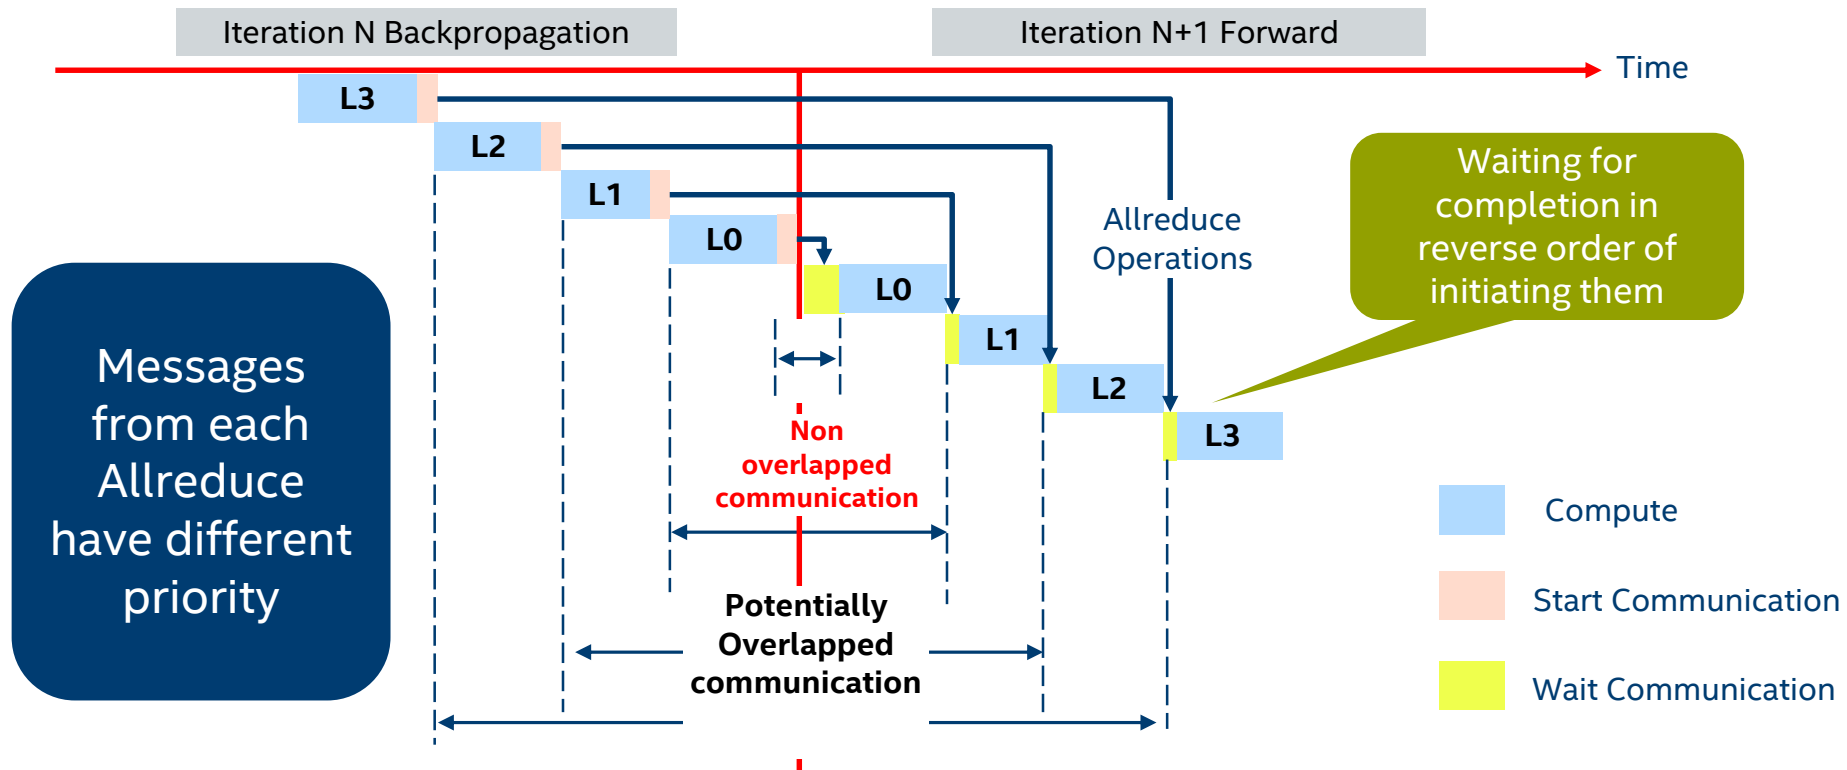 Iteration N Backpropagation
Iteration N+1 Forward
Time
L3
L2
L1
L0
L0
L1
L2
L3
Allreduce
Operations
Waiting for
completion in
reverse order of
initiating them
Messages
from each
Allreduce
have different
priority
Non
overlapped
communication
Potentially
Overlapped
communication
Compute
Start Communication
Wait Communication